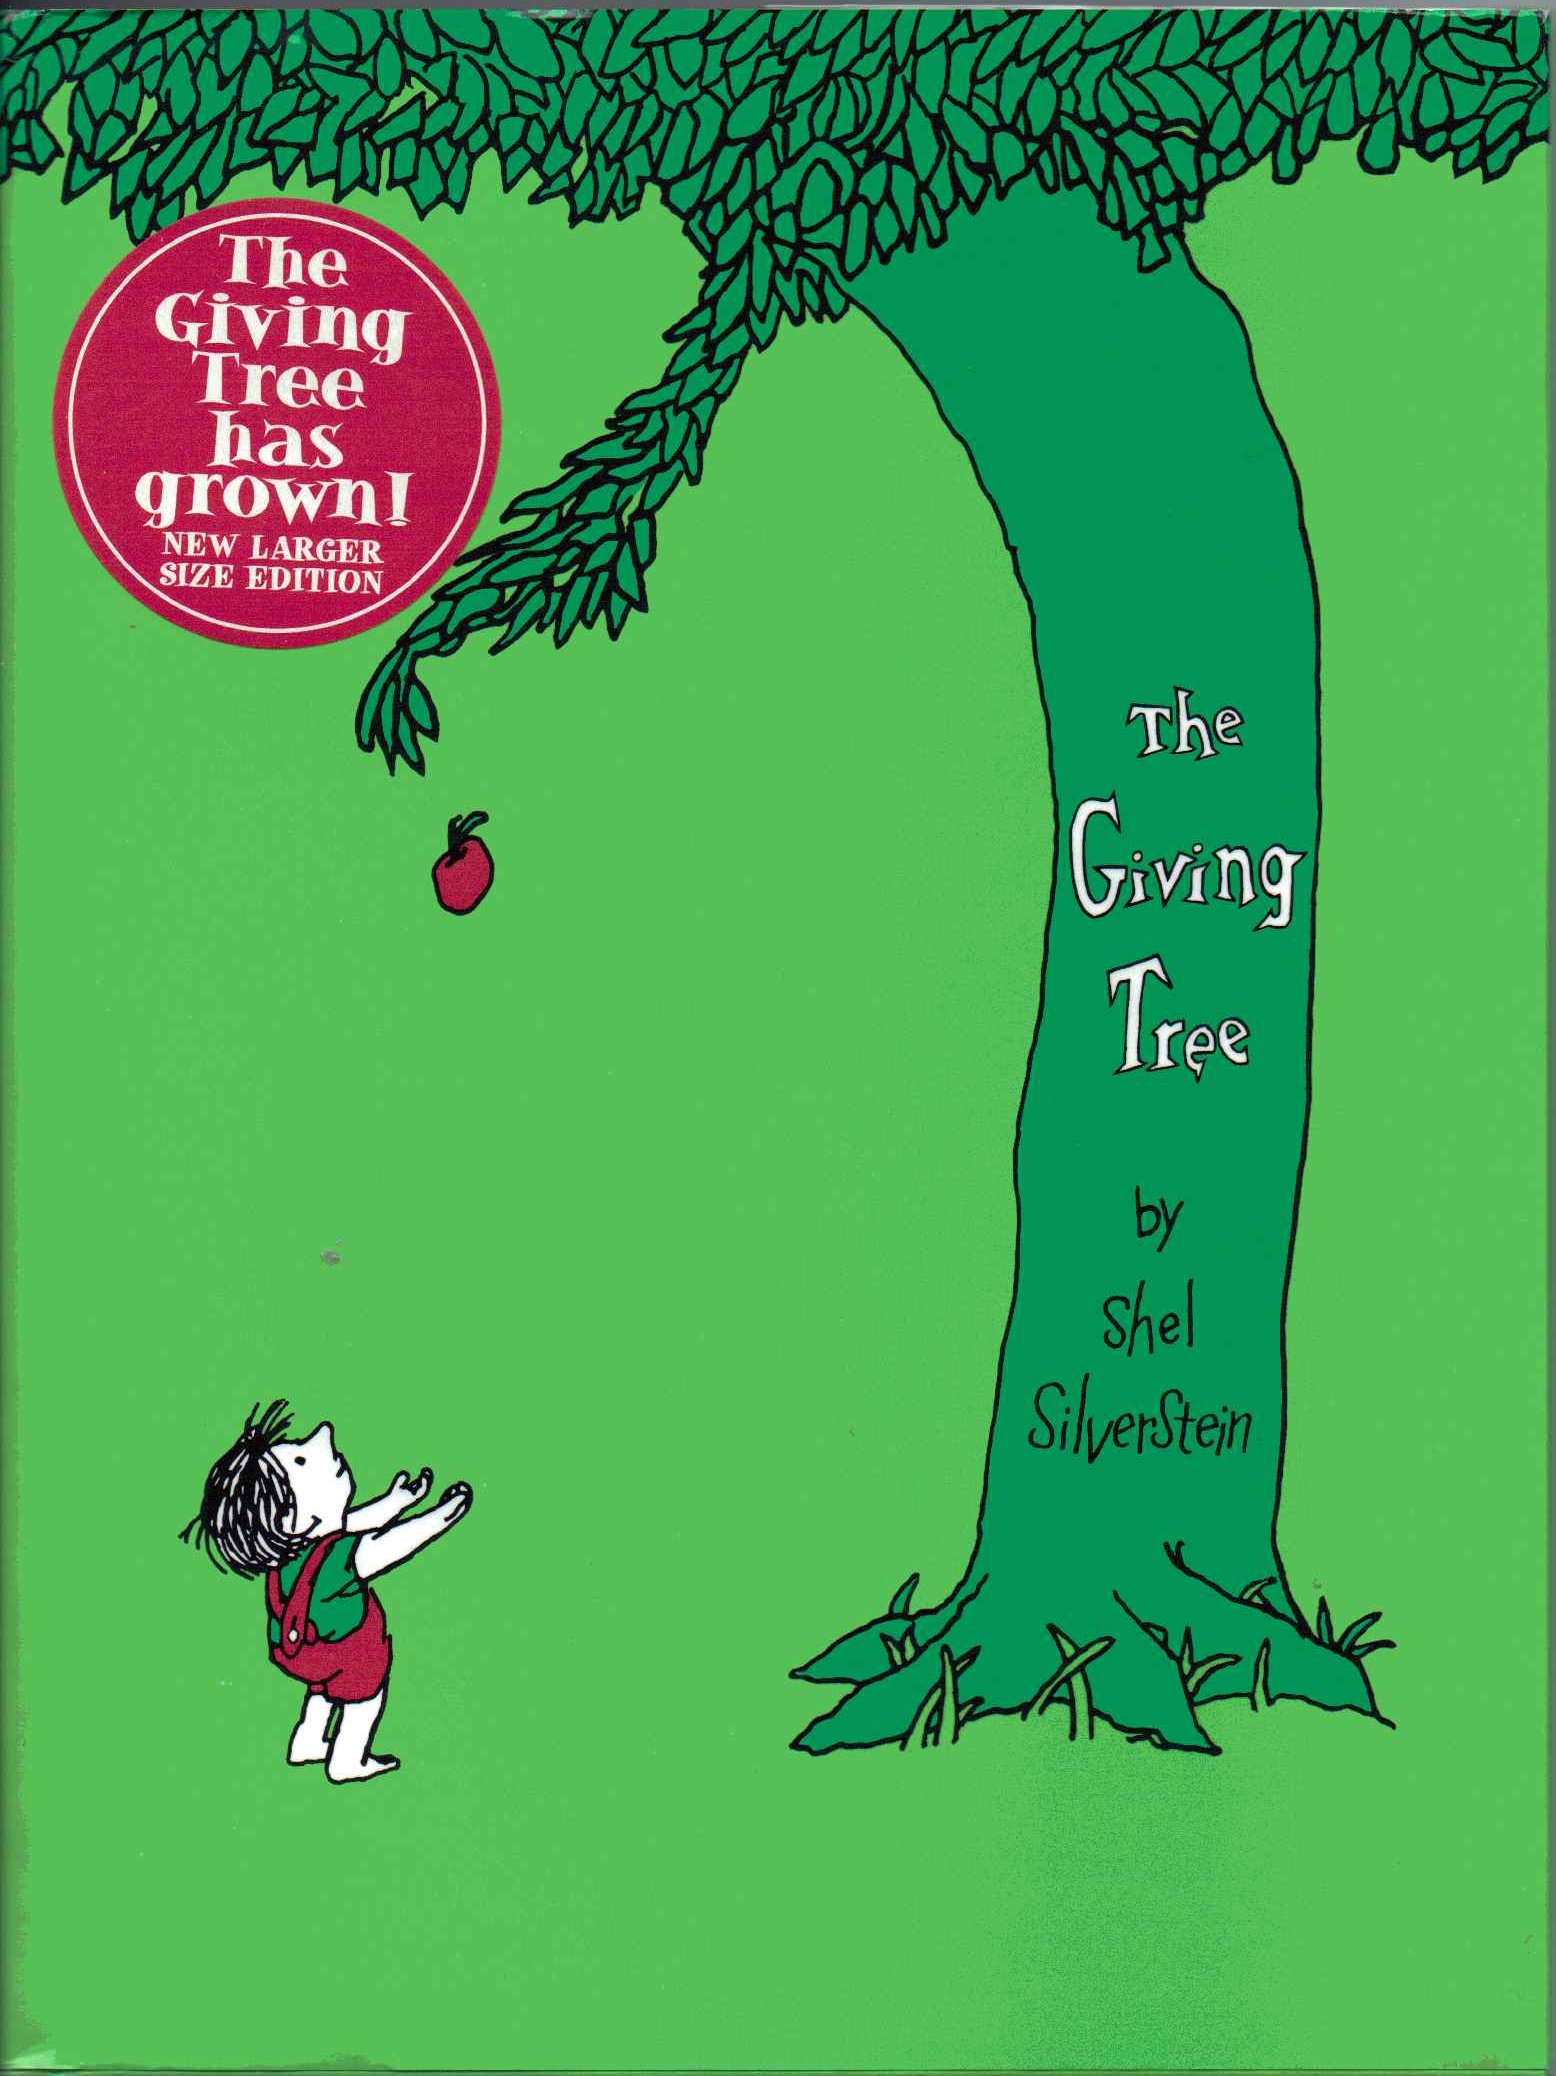 The
Giving
Tree
has
grown!
NEW LARGER
SIZE EDITION
The
Giving
Tree
by
Shel
Silverstein